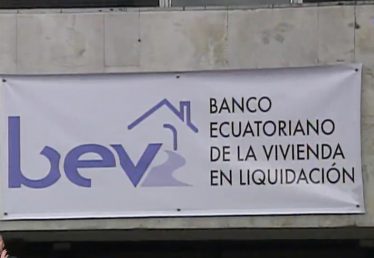 bev
BANCO
ECUATORIANO
DE LA VIVIENDA
EN LIQUIDACIÓN